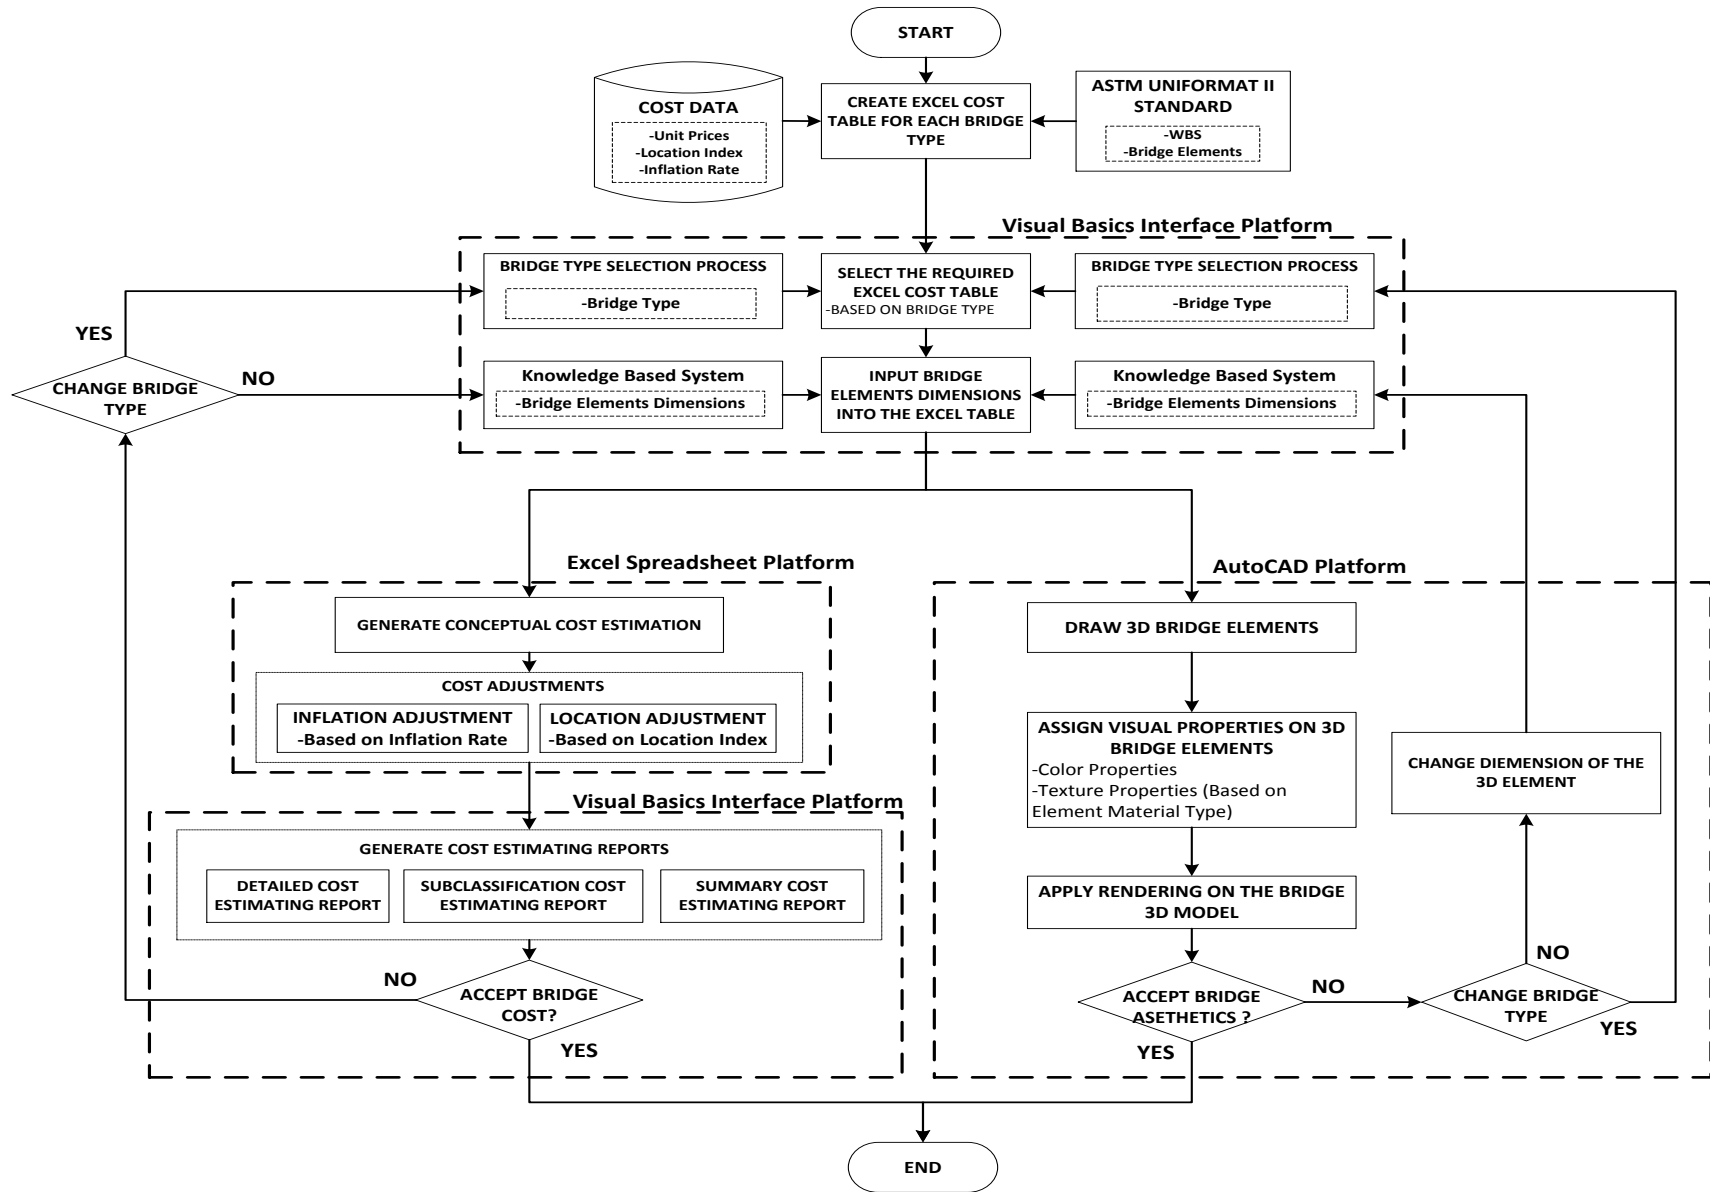 START
COST DATA
-Unit Prices
-Location Index
-Inflation Rate
CREATE EXCEL COST
TABLE FOR EACH BRIDGE
TYPE
ASTM UNIFORMAT II
STANDARD
-WBS
-Bridge Elements
Visual Basics Interface Platform
BRIDGE TYPE SELECTION PROCESS
-Bridge Type
SELECT THE REQUIRED
EXCEL COST TABLE
-BASED ON BRIDGE TYPE
BRIDGE TYPE SELECTION PROCESS
-Bridge Type
YES
CHANGE BRIDGE
TYPE
NO
Knowledge Based System
-Bridge Elements Dimensions
INPUT BRIDGE
ELEMENTS DIMENSIONS
INTO THE EXCEL TABLE
Knowledge Based System
-Bridge Elements Dimensions
Excel Spreadsheet Platform
GENERATE CONCEPTUAL COST ESTIMATION
COST ADJUSTMENTS
INFLATION ADJUSTMENT
-Based on Inflation Rate
LOCATION ADJUSTMENT
-Based on Location Index
Visual Basics Interface Platform
GENERATE COST ESTIMATING REPORTS
DETAILED COST
ESTIMATING REPORT
SUBCLASSIFICATION COST
ESTIMATING REPORT
SUMMARY COST
ESTIMATING REPORT
NO
ACCEPT BRIDGE
COST?
YES
AutoCAD Platform
DRAW 3D BRIDGE ELEMENTS
ASSIGN VISUAL PROPERTIES ON 3D
BRIDGE ELEMENTS
-Color Properties
-Texture Properties (Based on
Element Material Type)
CHANGE DIEMENSION OF THE
3D ELEMENT
APPLY RENDERING ON THE BRIDGE
3D MODEL
ACCEPT BRIDGE
ASETHETICS ?
NO
YES
NO
CHANGE BRIDGE
TYPE
YES
END